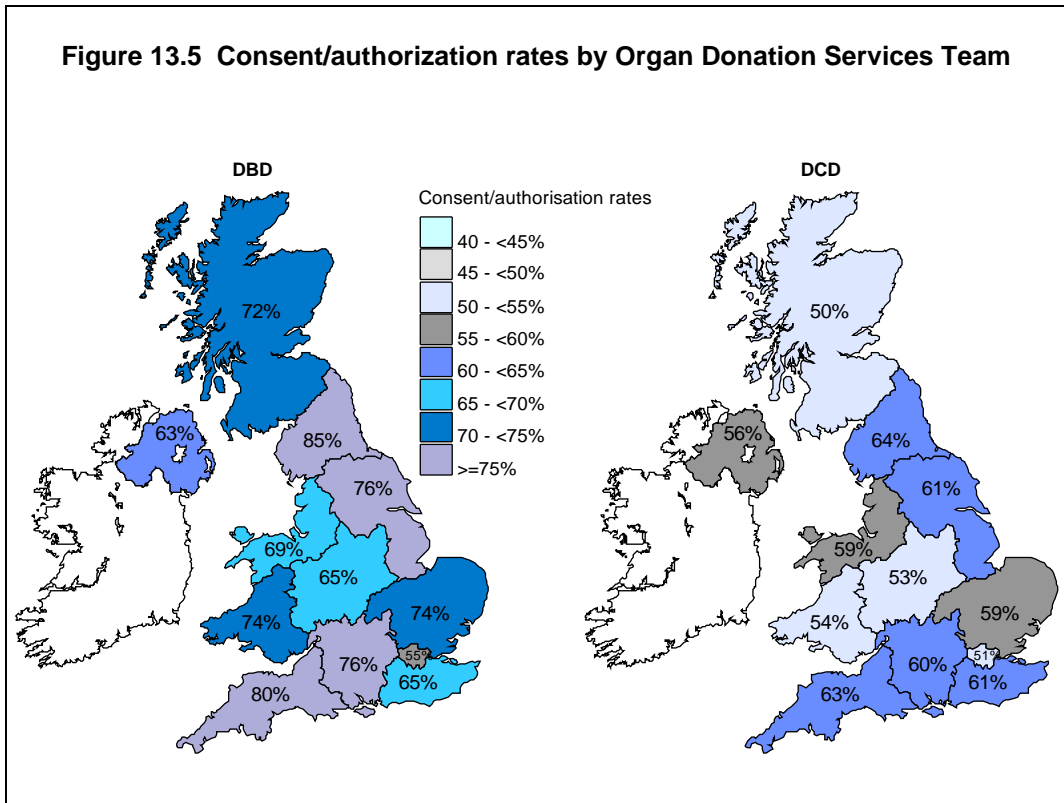 Figure 13.5 Consent/authorization rates by Organ Donation Services Team
DBD
Consent/authorisation rates
40 - <45%
45 - <50%
50 - <55%
55 - <60%
60 - <65%
65 - <70%
70 - <75%
>=75%
72%
63%
85%
76%
69%
65%
74%
74%
76%
55%
65%
80%
DCD
50%
56%
64%
61%
59%
53%
54%
59%
60%
51%
61%
63%